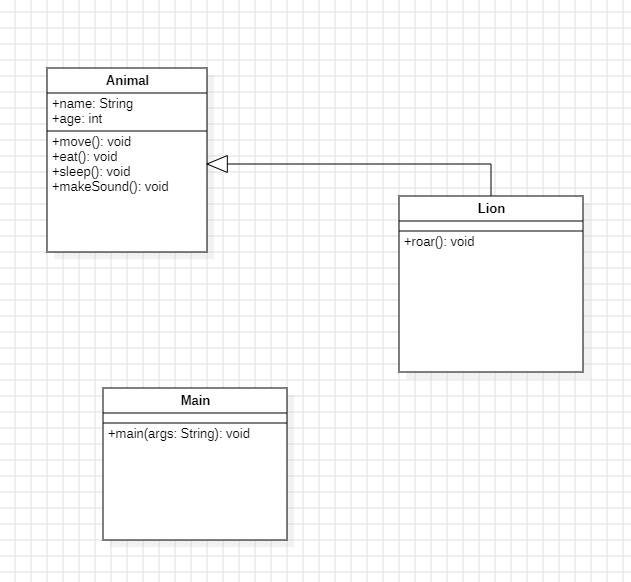 Animal
+name: String
+age: int
+move(): void
+eat(): void
+sleep(): void
+makeSound(): void
Lion
+roar(): void
Main
+main(args: String): void